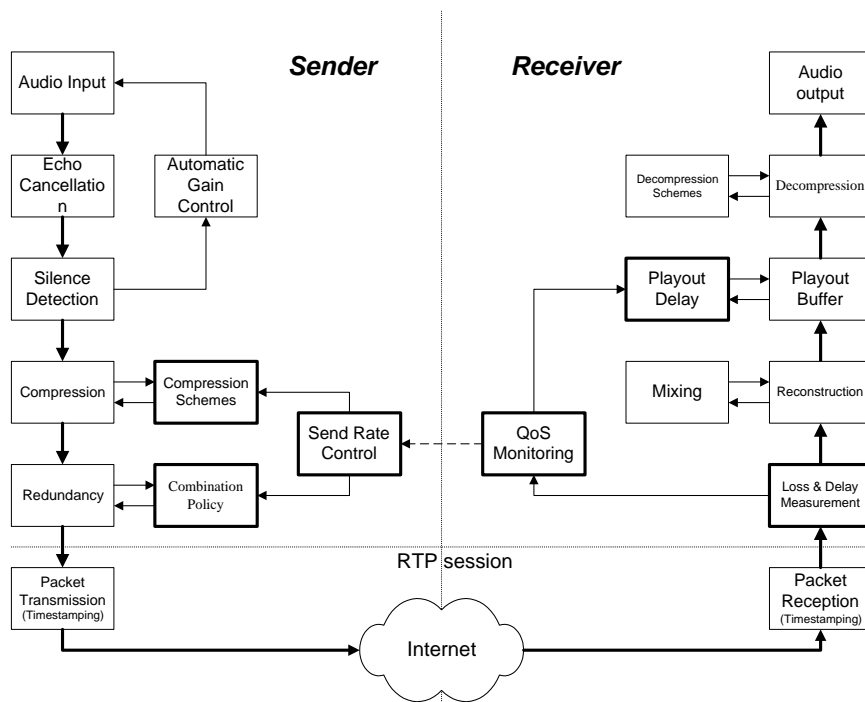 Sender
Receiver
Audio Input
Echo
Cancellatio
n
Automatic
Gain
Control
Silence
Detection
Compression
Compression
Schemes
Send Rate
Control
Redundancy
Combination
Policy
Packet
Transmission
(Timestamping)
RTP session
Internet
Audio
output
Decompression
Schemes
Decompression
Playout
Delay
Playout
Buffer
Mixing
Reconstruction
QoS
Monitoring
Loss & Delay
Measurement
Packet
Reception
(Timestamping)